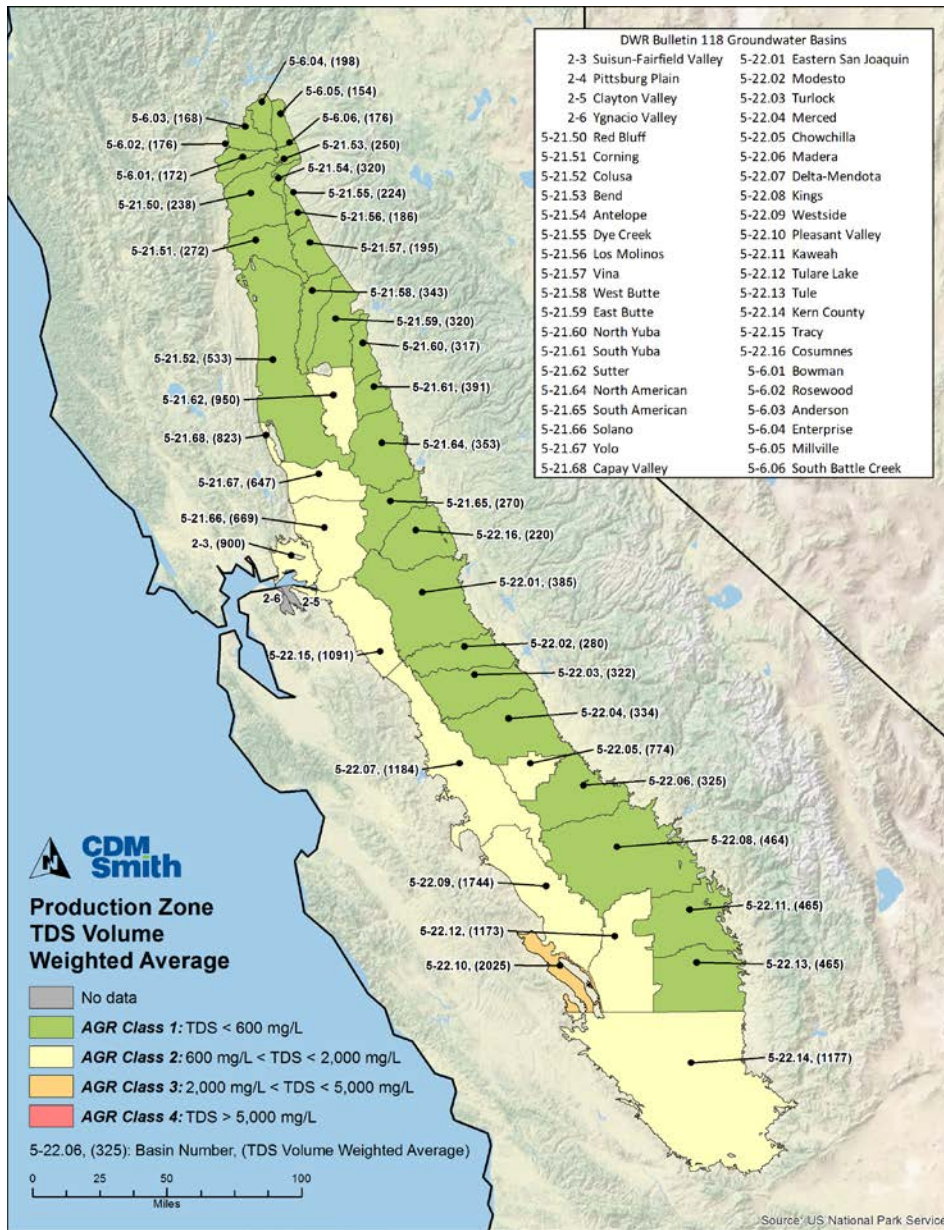 DWR Bulletin 118 Groundwater Basins
2-3 Suisun-Fairfield Valley 5-22.01 Eastern San Joaquin
2-4 Pittsburg Plain 5-22.02 Modesto
2-5 Clayton Valley 5-22.03 Turlock
2-6 Ygnacio Valley 5-22.04 Merced
5-21.50 Red Bluff 5-22.05 Chowchilla
5-21.51 Corning 5-22.06 Madera
5-21.52 Colusa 5-22.07 Delta-Mendota
5-21.53 Bend 5-22.08 Kings
5-21.54 Antelope 5-22.09 Westside
5-21.55 Dye Creek 5-22.10 Pleasant Valley
5-21.56 Los Molinos 5-22.11 Kaweah
5-21.57 Vina 5-22.12 Tulare Lake
5-21.58 West Butte 5-22.13 Tule
5-21.59 East Butte 5-22.14 Kern County
5-21.60 North Yuba 5-22.15 Tracy
5-21.61 South Yuba 5-22.16 Cosumnes
5-21.62 Sutter 5-6.01 Bowman
5-21.64 North American 5-6.02 Rosewood
5-21.65 South American 5-6.03 Anderson
5-21.66 Solano 5-6.04 Enterprise
5-21.67 Yolo 5-6.05 Millville
5-21.68 Capay Valley 5-6.06 South Battle Creek
5-6.04, (198)
5-6.05, (154)
5-6.03, (168)
5-6.06, (176)
5-6.02, (176)
5-21.53, (250)
5-6.01, (172)
5-21.54, (320)
5-21.55, (224)
5-21.50, (238)
5-21.56, (186)
5-21.51, (272)
5-21.57, (195)
5-21.58, (343)
5-21.59, (320)
5-21.60, (317)
5-21.52, (533)
5-21.61, (391)
5-21.62, (950)
5-21.68, (823)
5-21.64, (353)
5-21.67, (647)
5-21.65, (270)
5-21.66, (669)
5-22.16, (220)
2-3, (900)
5-22.01, (385)
2-6
2-5
5-22.02, (280)
5-22.15, (1091)
5-22.03, (322)
5-22.04, (334)
5-22.05, (774)
5-22.07, (1184)
5-22.06, (325)
5-22.08, (464)
5-22.09, (1744)
5-22.11, (465)
5-22.12, (1173)
5-22.10, (2025)
5-22.13, (465)
5-22.14, (1177)
N
CDM
Smith
Production Zone
TDS Volume
Weighted Average
No data
AGR Class 1: TDS < 600 mg/L
AGR Class 2: 600 mg/L < TDS < 2,000 mg/L
AGR Class 3: 2,000 mg/L < TDS < 5,000 mg/L
AGR Class 4: TDS > 5,000 mg/L
5-22.06, (325): Basin Number, (TDS Volume Weighted Average)
0 50 100
Miles
Source: US National Park Service